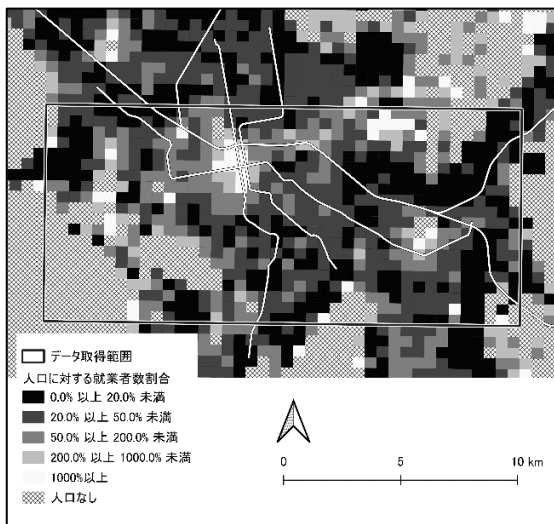 データ取得範囲
人口に対する就業者数割合
0.0% 以上 20.0% 未満
20.0% 以上 50.0% 未満
50.0% 以上 200.0% 未満
200.0% 以上 1000.0% 未満
1000%以上
人口なし
0 5 10 km